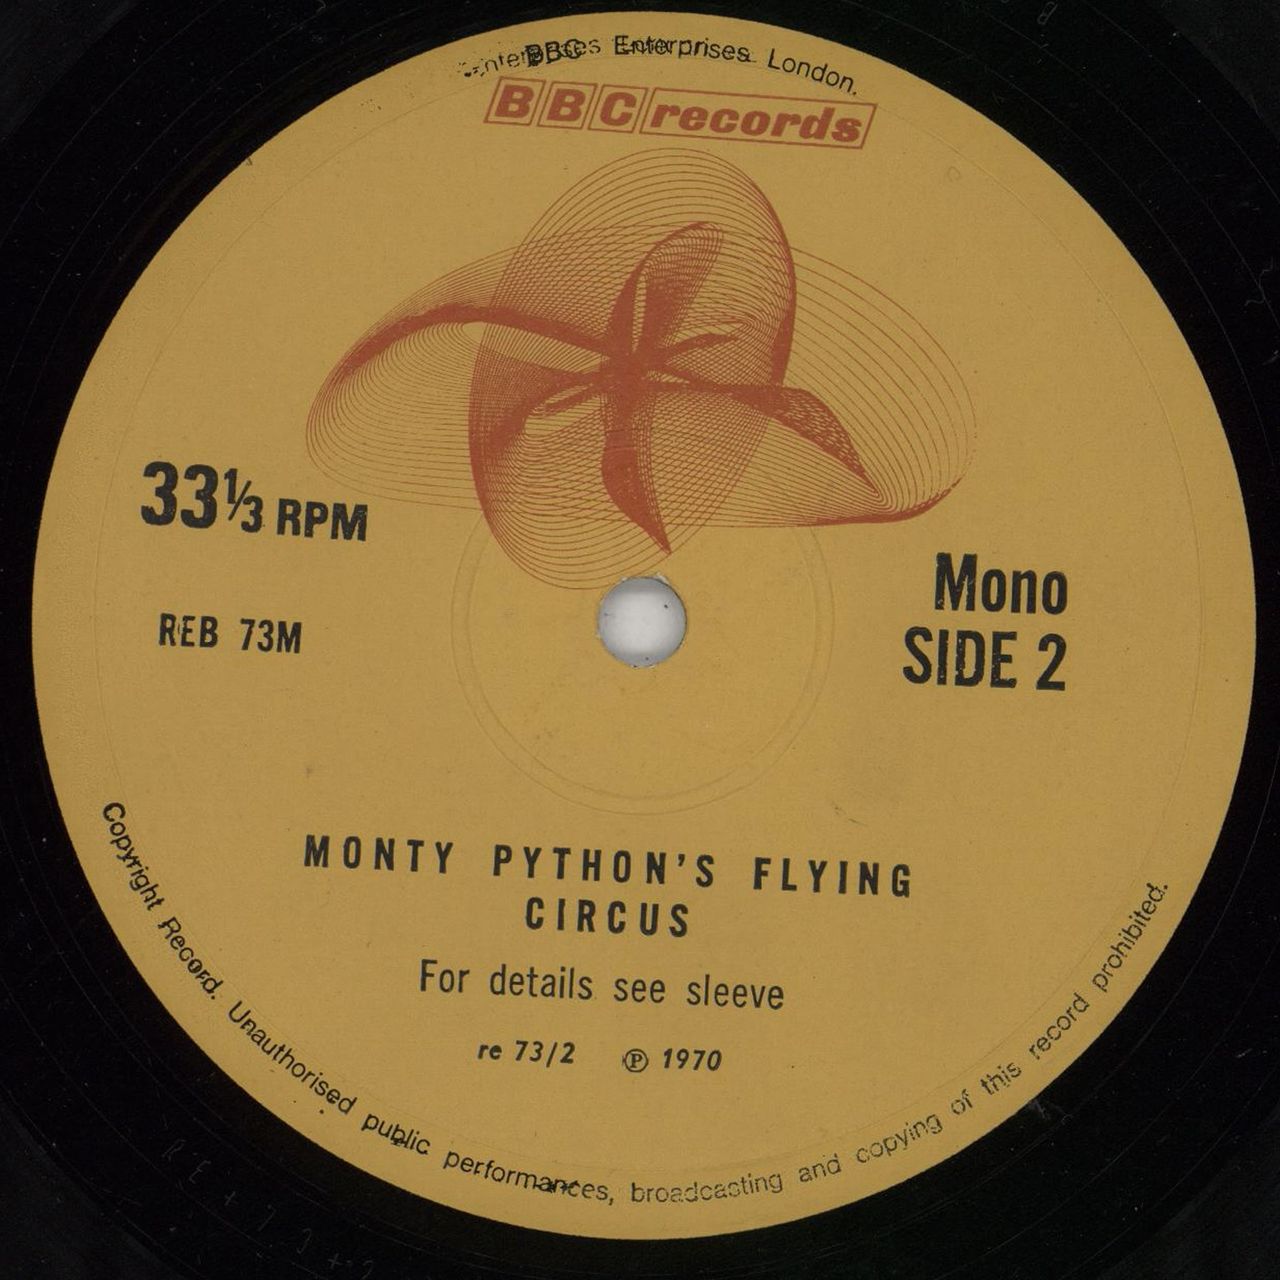 BBC Enterprises London.
BBC records
33⅓ RPM
REB 73M
Mono
SIDE 2
MONTY PYTHON'S FLYING
CIRCUS
For details see sleeve
re 73/2 ℗ 1970
Copyright Record. Unauthorised public performances, broadcasting and copying of this record prohibited.